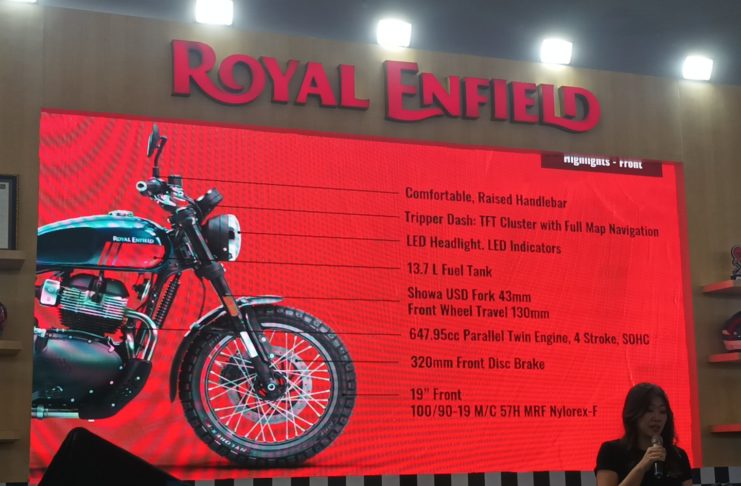 ROYAL ENFIELD
Highlights - Front
Comfortable, Raised Handlebar
Tripper Dash: TFT Cluster with Full Map Navigation
LED Headlight. LED Indicators
13.7 L Fuel Tank
Showa USD Fork 43mm
Front Wheel Travel 130mm
647.95cc Parallel Twin Engine, 4 Stroke, SOHC
320mm Front Disc Brake
19" Front
100/90-19 M/C 57H MRF Nylorex-F
ROYAL ENFIELD